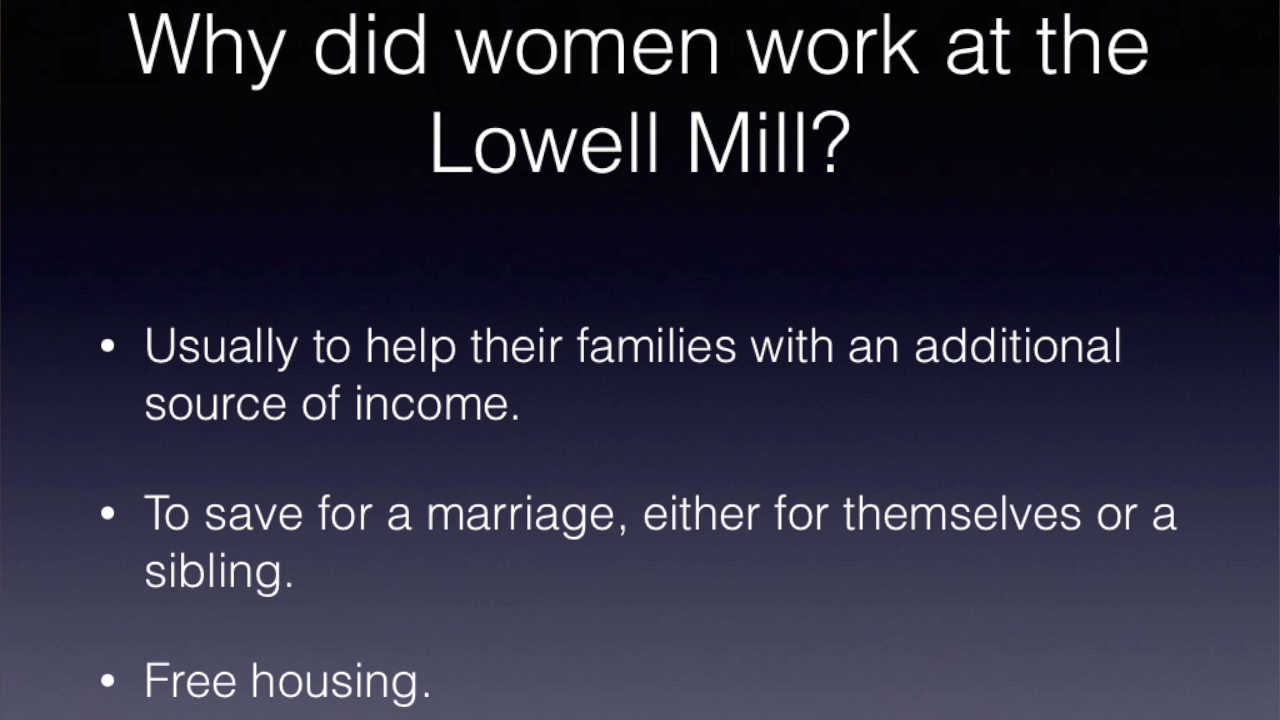 Why did women work at the
Lowell Mill?
• Usually to help their families with an additional
source of income.
• To save for a marriage, either for themselves or a
sibling.
• Free housing.